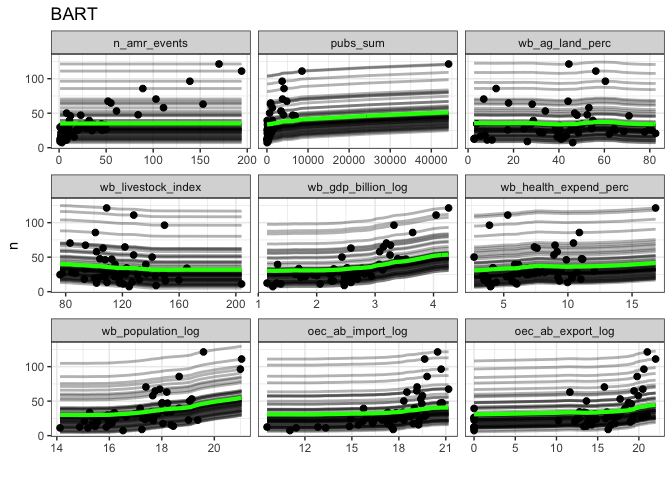 BART
n_amr_events pubs_sum wb_ag_land_perc
100
50
0
0 50 100 150 200 0 10000 20000 30000 40000 0 20 40 60 80
wb_livestock_index wb_gdp_billion_log wb_health_expend_perc
n
100
50
0
80 120 160 200 1 2 3 4 5 10 15
wb_population_log oec_ab_import_log oec_ab_export_log
100
50
0
14 16 18 20 12 15 18 21 0 5 10 15 20